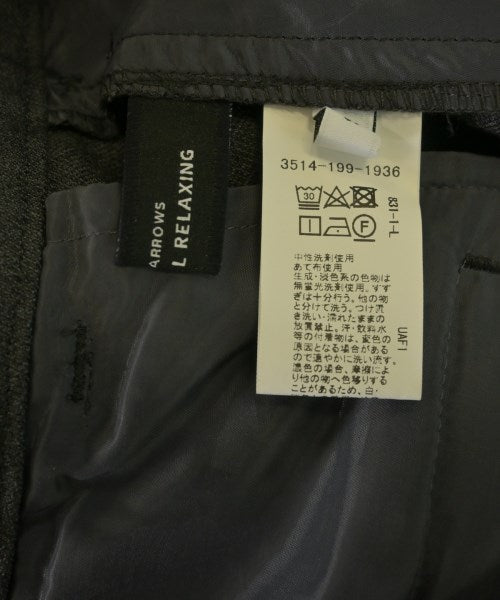 ARROWS
L RELAXING
3514-199-1936
30
F
831-1-L
中性洗剤使用
あて布使用
生成・淡色系の色物は
無蛍光洗剤使用。すす
ぎは十分行う。他の物
と分けて洗う。つけ流
き洗い・濡れたままの
放置禁止。汗・飲料水
等の付着物は、変色の
原因となる場合がある
ので速やかに洗い流す。
濃色の場合、摩擦によ
り他の物へ色移りする
ことがあるため、白・
UAF1